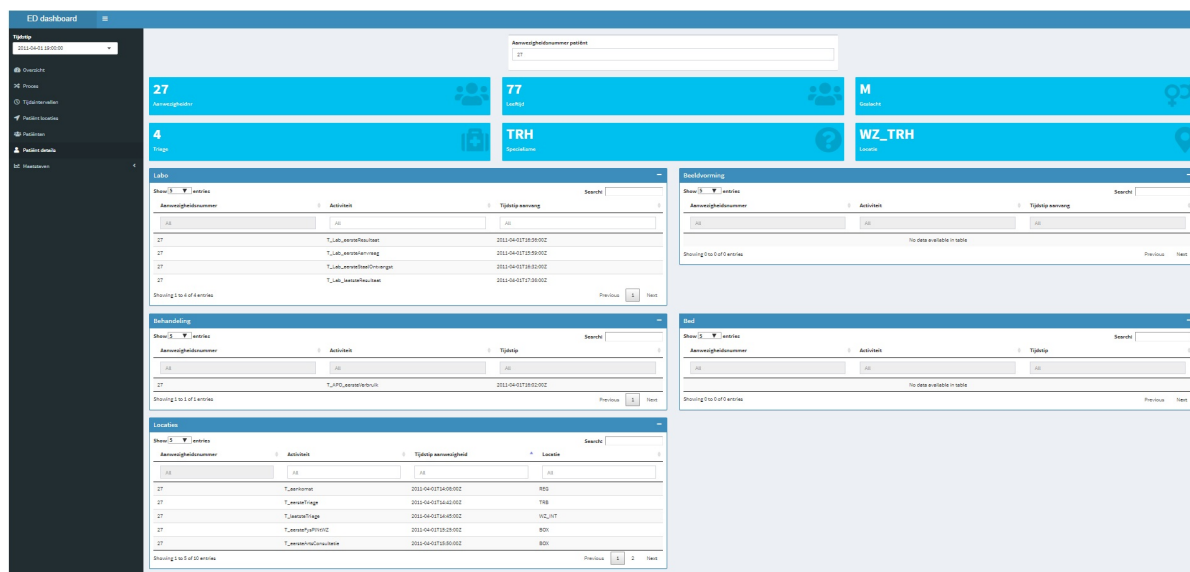 ED dashboard
Tijdstip
2011-04-01 19:00:00
Overzicht
Proces
Tijdsintervallen
Patiënt locaties
Patiënten
Patiënt details
Maatstaven
Aanwezigheidsnummer patiënt
27
27
Aanwezigheidnr
77
Leeftijd
M
Geslacht
4
Triage
TRH
Specialisme
WZ_TRH
Locatie
Labo
Show 5 entries
Search:
Aanwezigheidsnummer Activiteit Tijdstip aanvang
All All All
27 T_Lab_eersteResultaat 2011-04-01T16:36:00Z
27 T_Lab_eersteAanvraag 2011-04-01T15:59:00Z
27 T_Lab_eersteStaalOntvangst 2011-04-01T16:02:00Z
27 T_Lab_laatsteResultaat 2011-04-01T17:38:00Z
Showing 1 to 4 of 4 entries
Previous 1 Next
Beeldvorming
Show 5 entries
Search:
Aanwezigheidsnummer Activiteit Tijdstip aanvang
All All All
No data available in table
Showing 0 to 0 of 0 entries
Previous Next
Behandeling
Show 5 entries
Search:
Aanwezigheidsnummer Activiteit Tijdstip
All All All
27 T_KPO_eersteVerbruik 2011-04-01T16:02:00Z
Showing 1 to 1 of 1 entries
Previous 1 Next
Bed
Show 5 entries
Search:
Aanwezigheidsnummer Activiteit Tijdstip
All All All
No data available in table
Showing 0 to 0 of 0 entries
Previous Next
Locaties
Show 5 entries
Search:
Aanwezigheidsnummer Activiteit Tijdstip aanwezigheid Locatie
All All All All
27 T_aankomst 2011-04-01T14:06:00Z REG
27 T_eersteTriage 2011-04-01T14:42:00Z TRB
27 T_laatsteTriage 2011-04-01T14:45:00Z WZ_INT
27 2011-04-01T15:25:00Z BOX
27 T_eersteArtsConsultatie 2011-04-01T15:50:00Z BOX
Showing 1 to 5 of 10 entries
Previous 1 2 Next